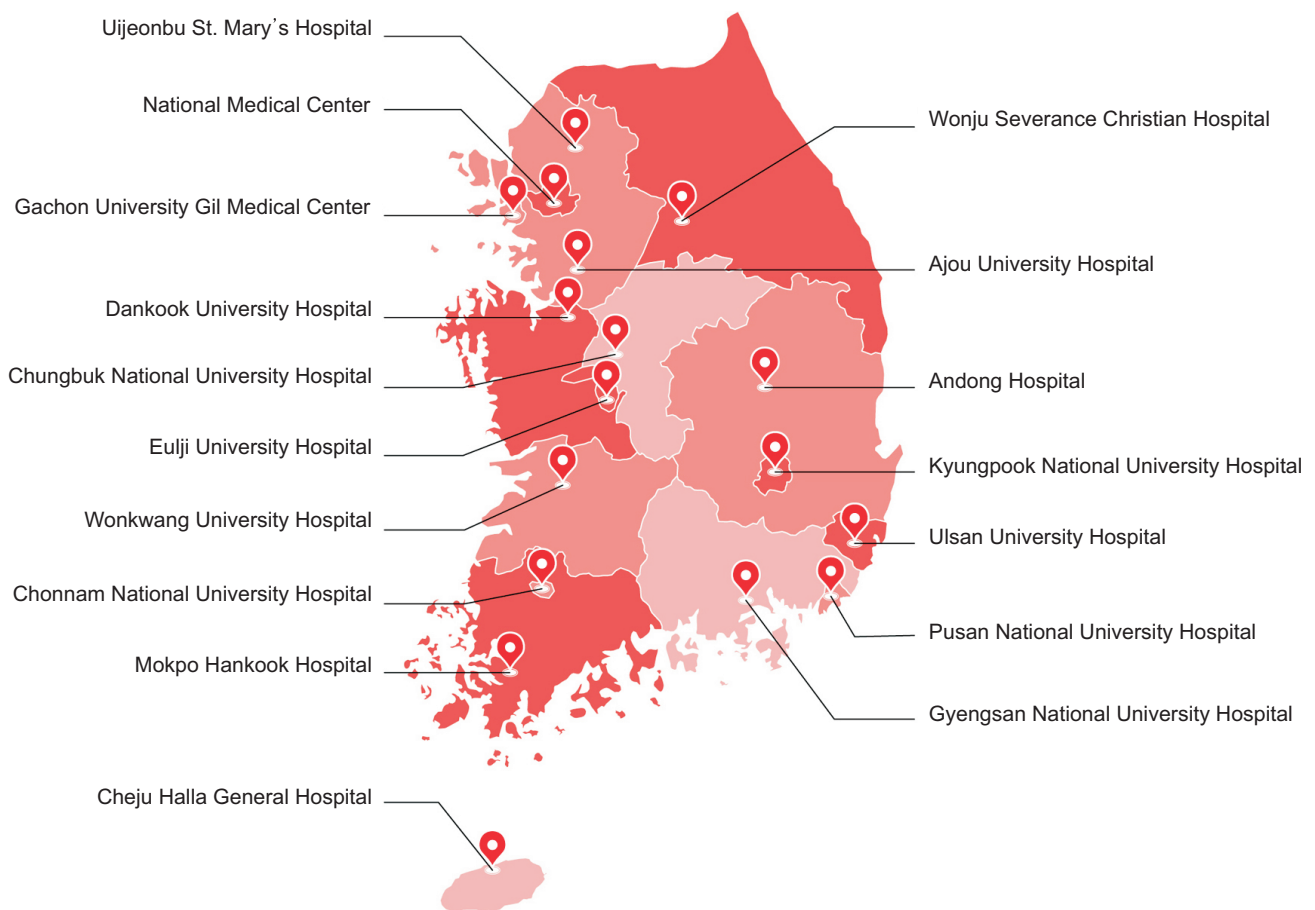 Uijeonbu St. Mary's Hospital
National Medical Center
Gachon University Gil Medical Center
Dankook University Hospital
Chungbuk National University Hospital
Eulji University Hospital
Wonkwang University Hospital
Chonnam National University Hospital
Mokpo Hankook Hospital
Cheju Halla General Hospital
Wonju Severance Christian Hospital
Ajou University Hospital
Andong Hospital
Kyungpook National University Hospital
Ulsan University Hospital
Pusan National University Hospital
Gyengsan National University Hospital